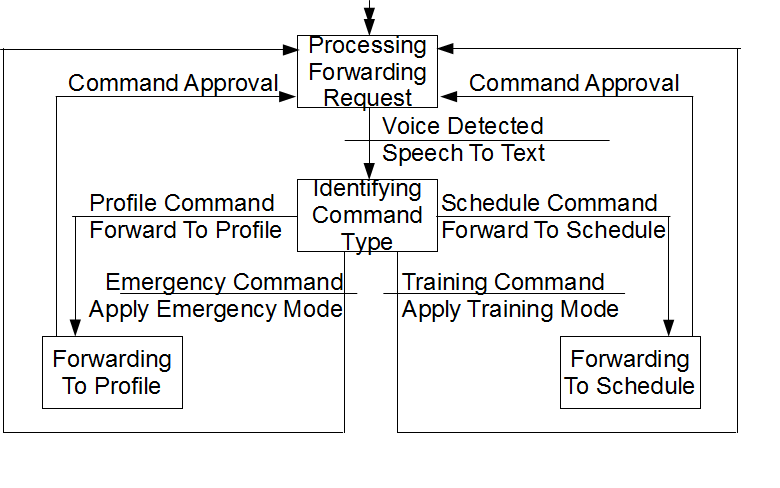 Processing
Forwarding
Request
Command Approval
Command Approval
Voice Detected
Speech To Text
Identifying
Command
Type
Profile Command
Forward To Profile
Schedule Command
Forward To Schedule
Emergency Command
Apply Emergency Mode
Training Command
Apply Training Mode
Forwarding
To Profile
Forwarding
To Schedule